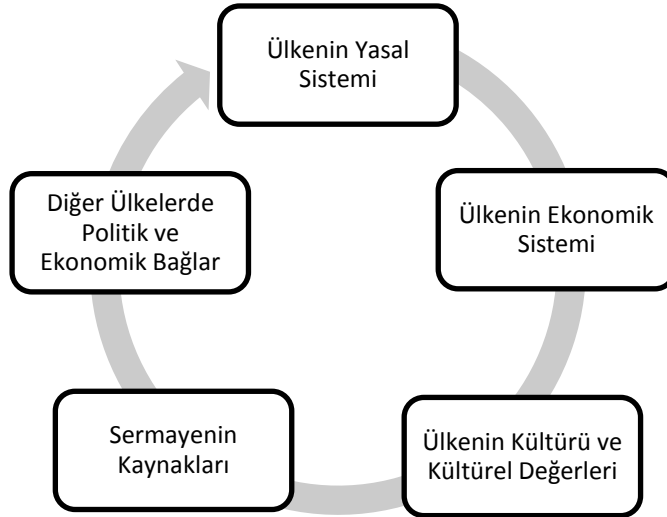 Ülkenin Yasal
Sistemi
Ülkenin Ekonomik
Sistemi
Ülkenin Kültürü ve
Kültürel Değerleri
Sermayenin
Kaynakları
Diğer Ülkelerde
Politik ve
Ekonomik Bağlar